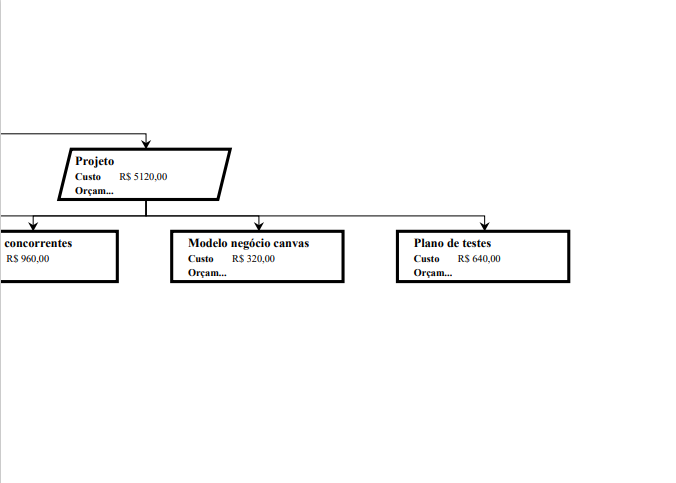 Projeto
Custo R$ 5120,00
Orçam...
concorrentes
R$ 960,00
Modelo negócio canvas
Custo R$ 320,00
Orçam...
Plano de testes
Custo R$ 640,00
Orçam...